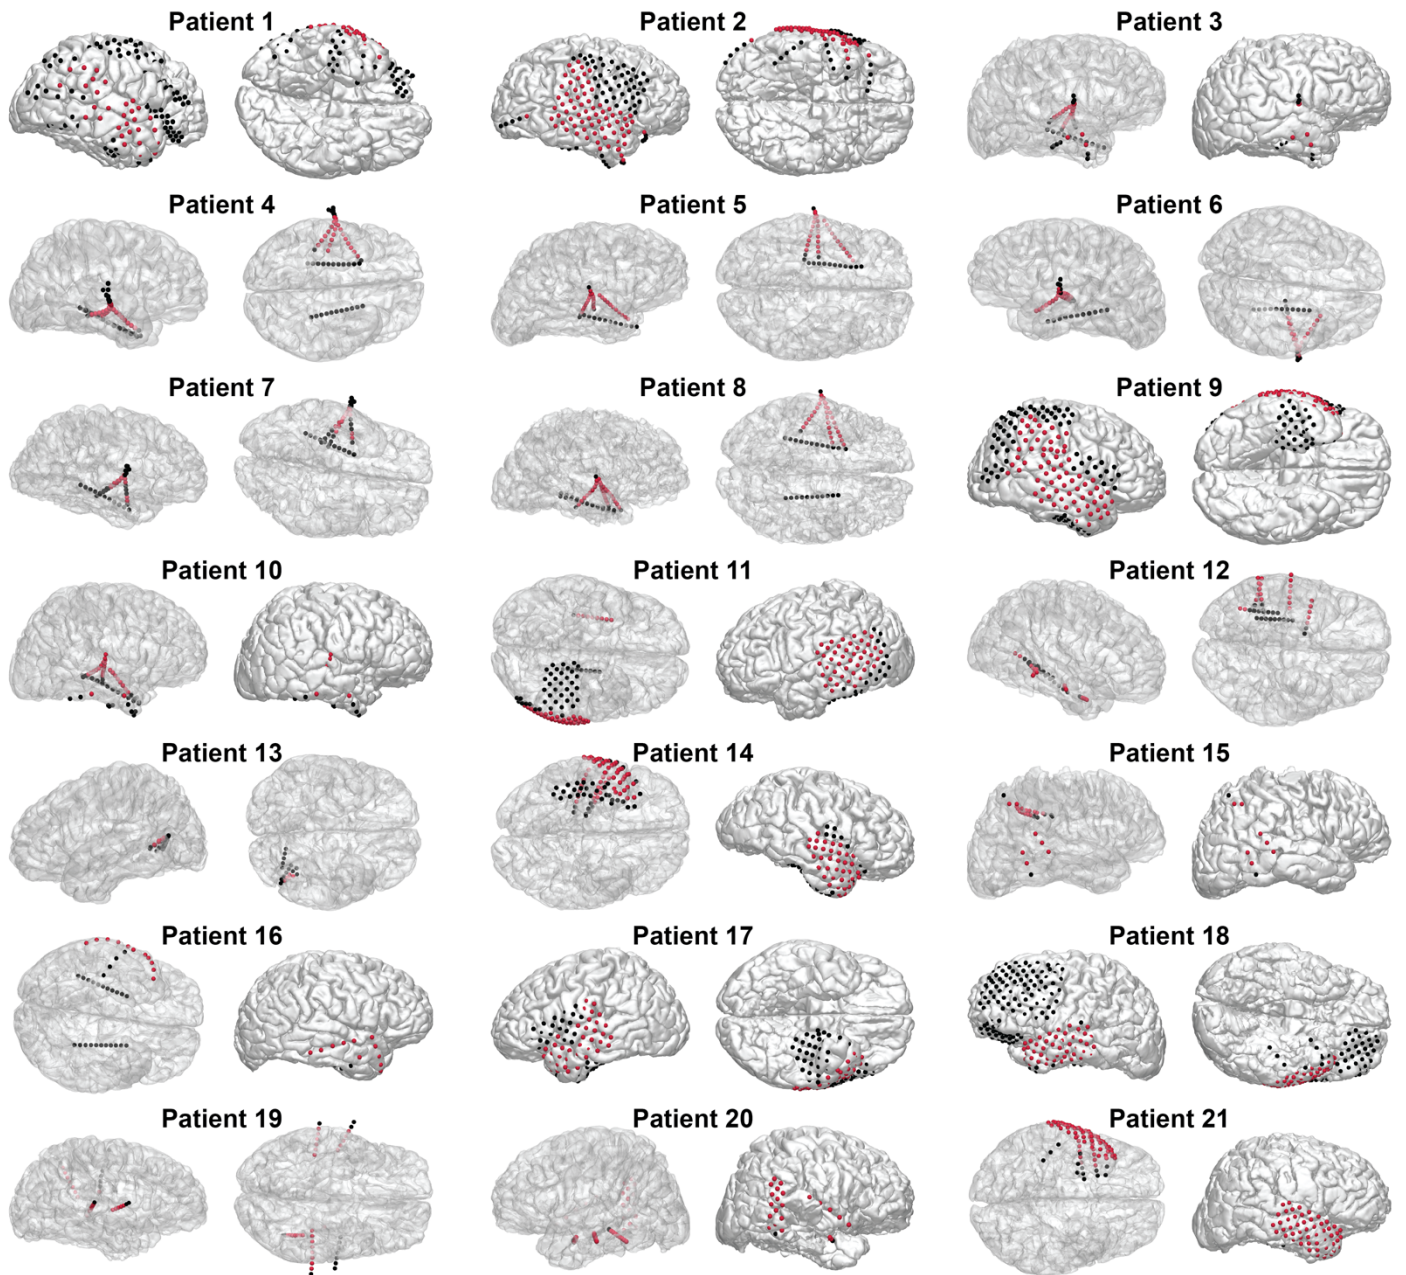 Patient 1
Patient 2
Patient 3
Patient 4
Patient 5
Patient 6
Patient 7
Patient 8
Patient 9
Patient 10
Patient 11
Patient 12
Patient 13
Patient 14
Patient 15
Patient 16
Patient 17
Patient 18
Patient 19
Patient 20
Patient 21